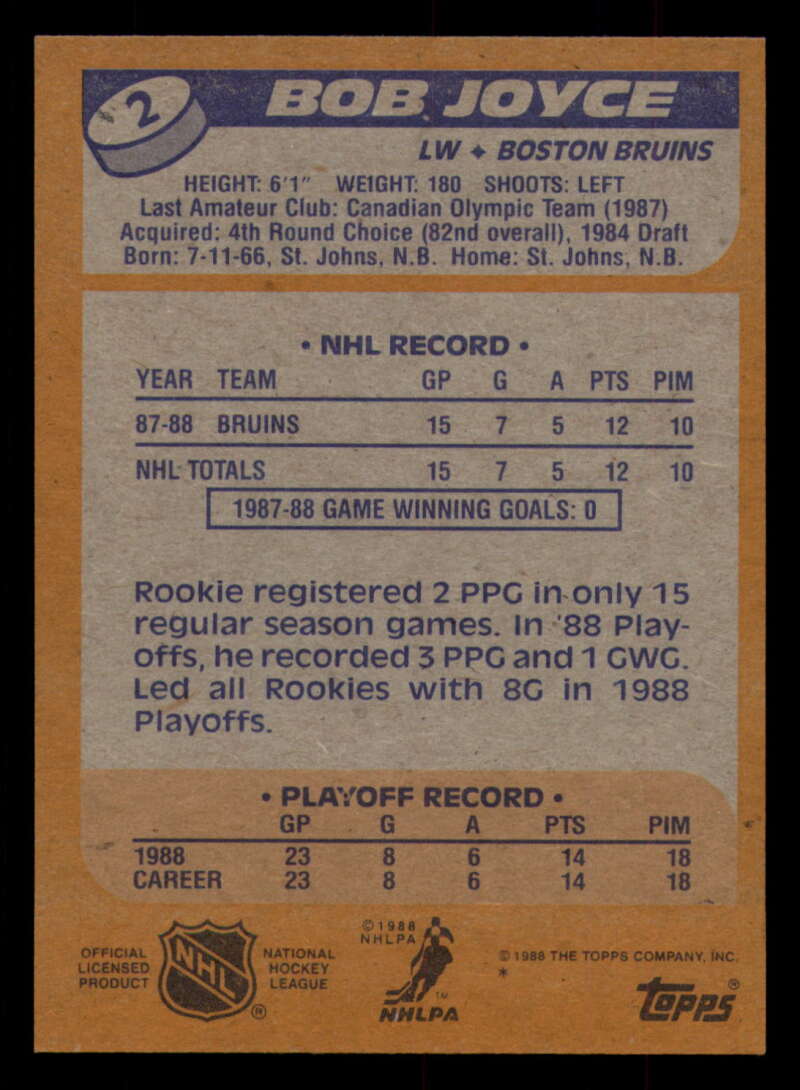 2
BOB JOYCE
LW ♦ BOSTON BRUINS
HEIGHT: 6'1" WEIGHT: 180 SHOOTS: LEFT
Last Amateur Club: Canadian Olympic Team (1987)
Acquired: 4th Round Choice (82nd overall), 1984 Draft
Born: 7-11-66, St. Johns, N.B. Home: St. Johns, N.B.
• NHL RECORD •
YEAR TEAM GP G A PTS PIM
87-88 BRUINS 15 7 5 12 10
NHL TOTALS 15 7 5 12 10
1987-88 GAME WINNING GOALS: 0
Rookie registered 2 PPG in only 15
regular season games. In '88 Play-
offs, he recorded 3 PPG and 1 GWG.
Led all Rookies with 8G in 1988
Playoffs.
• PLAYOFF RECORD •
GP G A PTS PIM
1988 23 8 6 14 18
CAREER 23 8 6 14 18
OFFICIAL
LICENSED
PRODUCT
NHL
®
NATIONAL
HOCKEY
LEAGUE
© 1988
NHLPA
TM
NHLPA
© 1988 THE TOPPS COMPANY, INC.
*
topps ®